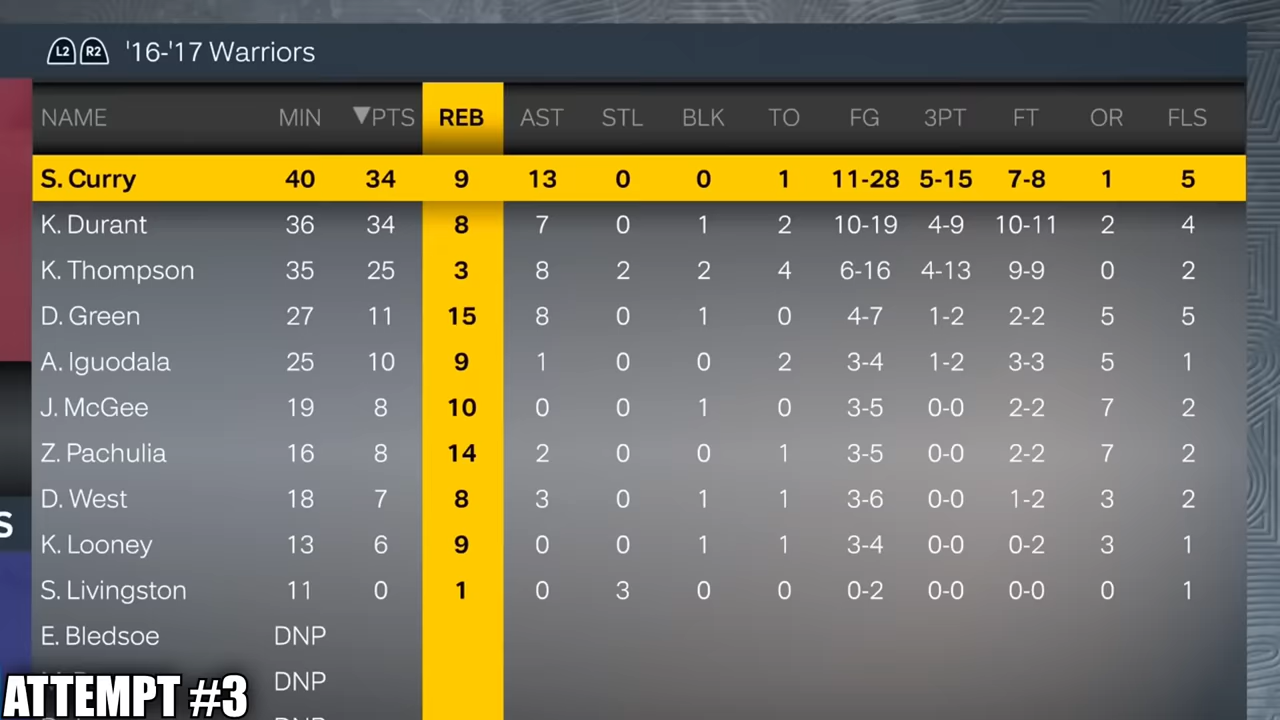 L2 R2 '16-'17 Warriors
NAME MIN ▼PTS REB AST STL BLK TO FG 3PT FT OR FLS
S. Curry 40 34 9 13 0 0 1 11-28 5-15 7-8 1 5
K. Durant 36 34 8 7 0 1 2 10-19 4-9 10-11 2 4
K. Thompson 35 25 3 8 2 2 4 6-16 4-13 9-9 0 2
D. Green 27 11 15 8 0 1 0 4-7 1-2 2-2 5 5
A. Iguodala 25 10 9 1 0 0 2 3-4 1-2 3-3 5 1
J. McGee 19 8 10 0 0 1 0 3-5 0-0 2-2 7 2
Z. Pachulia 16 8 14 2 0 0 1 3-5 0-0 2-2 7 2
D. West 18 7 8 3 0 1 1 3-6 0-0 1-2 3 2
S
K. Looney 13 6 9 0 0 1 1 3-4 0-0 0-2 3 1
S. Livingston 11 0 1 0 3 0 0 0-2 0-0 0-0 0 1
E. Bledsoe DNP
DNP
ATTEMPT #3
DNP